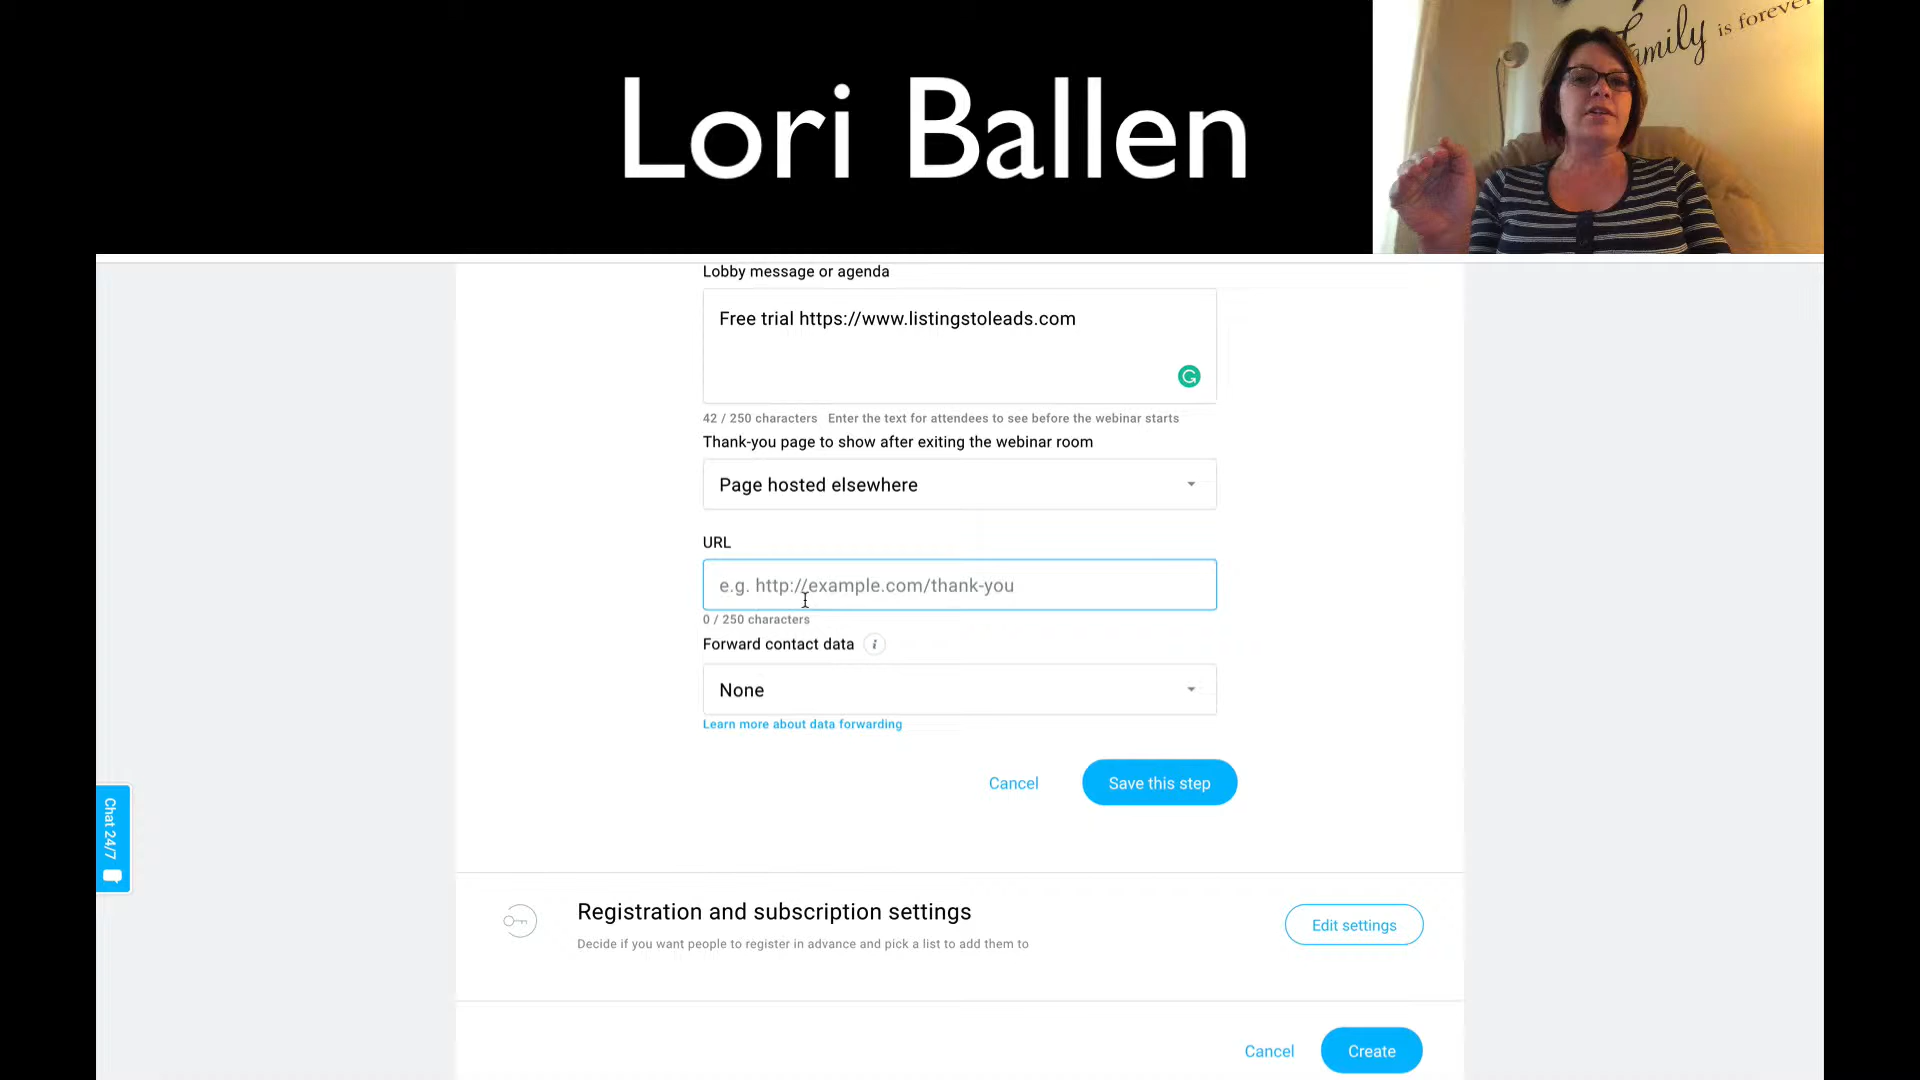 Lori Ballen
Family is forever
Lobby message or agenda
Free trial https://www.listingstoleads.com
42 / 250 characters Enter the text for attendees to see before the webinar starts
Thank-you page to show after exiting the webinar room
Page hosted elsewhere
URL
e.g. http://example.com/thank-you
0 / 250 characters
Forward contact data i
None
Learn more about data forwarding
Cancel Save this step
Chat 24/7
Registration and subscription settings
Decide if you want people to register in advance and pick a list to add them to
Edit settings
Cancel Create